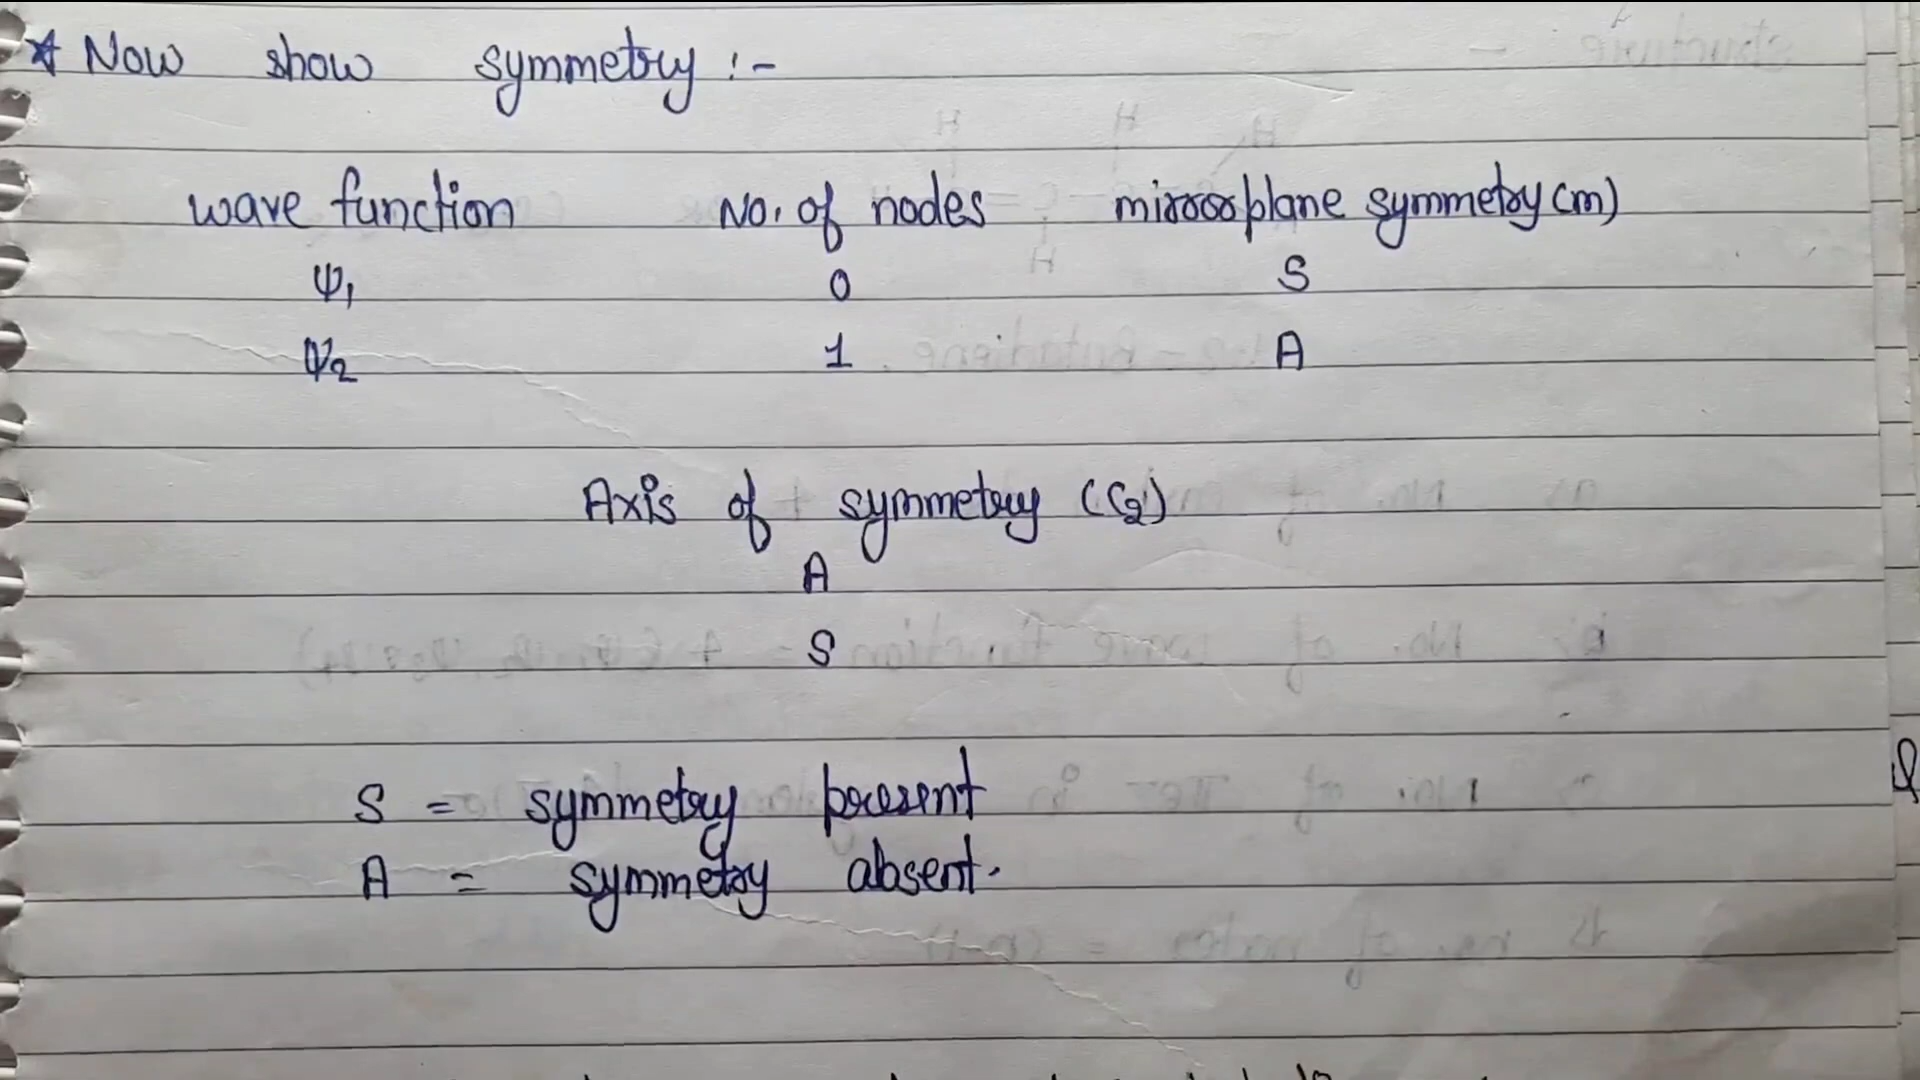 * Now show symmetry :-
wave function No. of nodes mirror plane symmetry (m)
ψ1 0 S
ψ2 1 A
Axis of symmetry (C2)
A
S
S = symmetry present
A = symmetry absent.